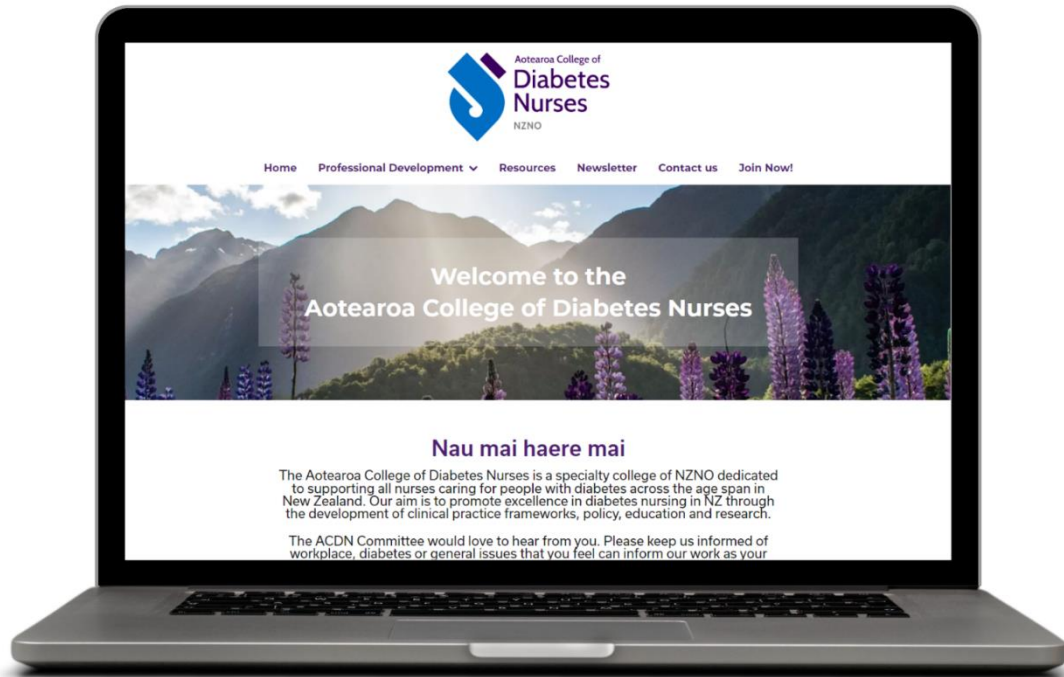 Aotearoa College of
Diabetes
Nurses
NZNO
Home Professional Development Resources Newsletter Contact us Join Now!
Welcome to the
Aotearoa College of Diabetes Nurses
Nau mai haere mai
The Aotearoa College of Diabetes Nurses is a specialty college of NZNO dedicated
to supporting all nurses caring for people with diabetes across the age span in
New Zealand. Our aim is to promote excellence in diabetes nursing in NZ through
the development of clinical practice frameworks, policy, education and research.
The ACDN Committee would love to hear from you. Please keep us informed of
workplace, diabetes or general issues that you feel can inform our work as your